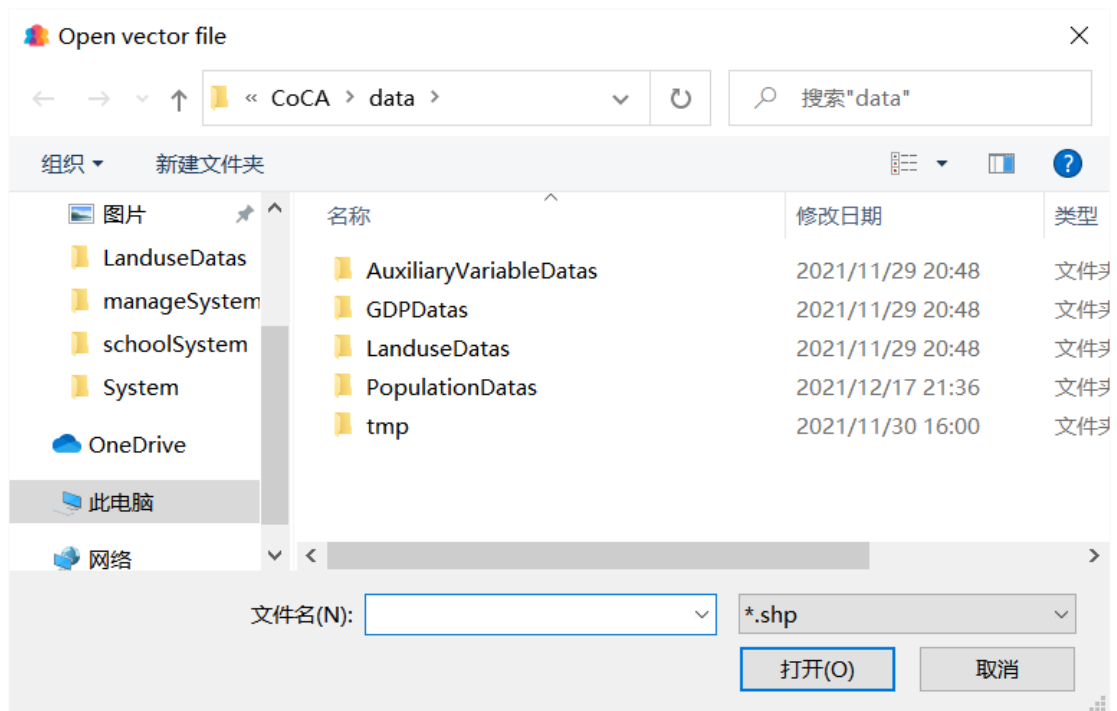 Open vector file
« CoCA > data >
搜索"data"
组织
新建文件夹
?
图片
LanduseDatas
manageSystem
schoolSystem
System
OneDrive
此电脑
网络
名称 修改日期 类型
AuxiliaryVariableDatas 2021/11/29 20:48 文件夹
GDPDatas 2021/11/29 20:48 文件夹
LanduseDatas 2021/11/29 20:48 文件夹
PopulationDatas 2021/12/17 21:36 文件夹
tmp 2021/11/30 16:00 文件夹
文件名(N):
*.shp
打开(O) 取消